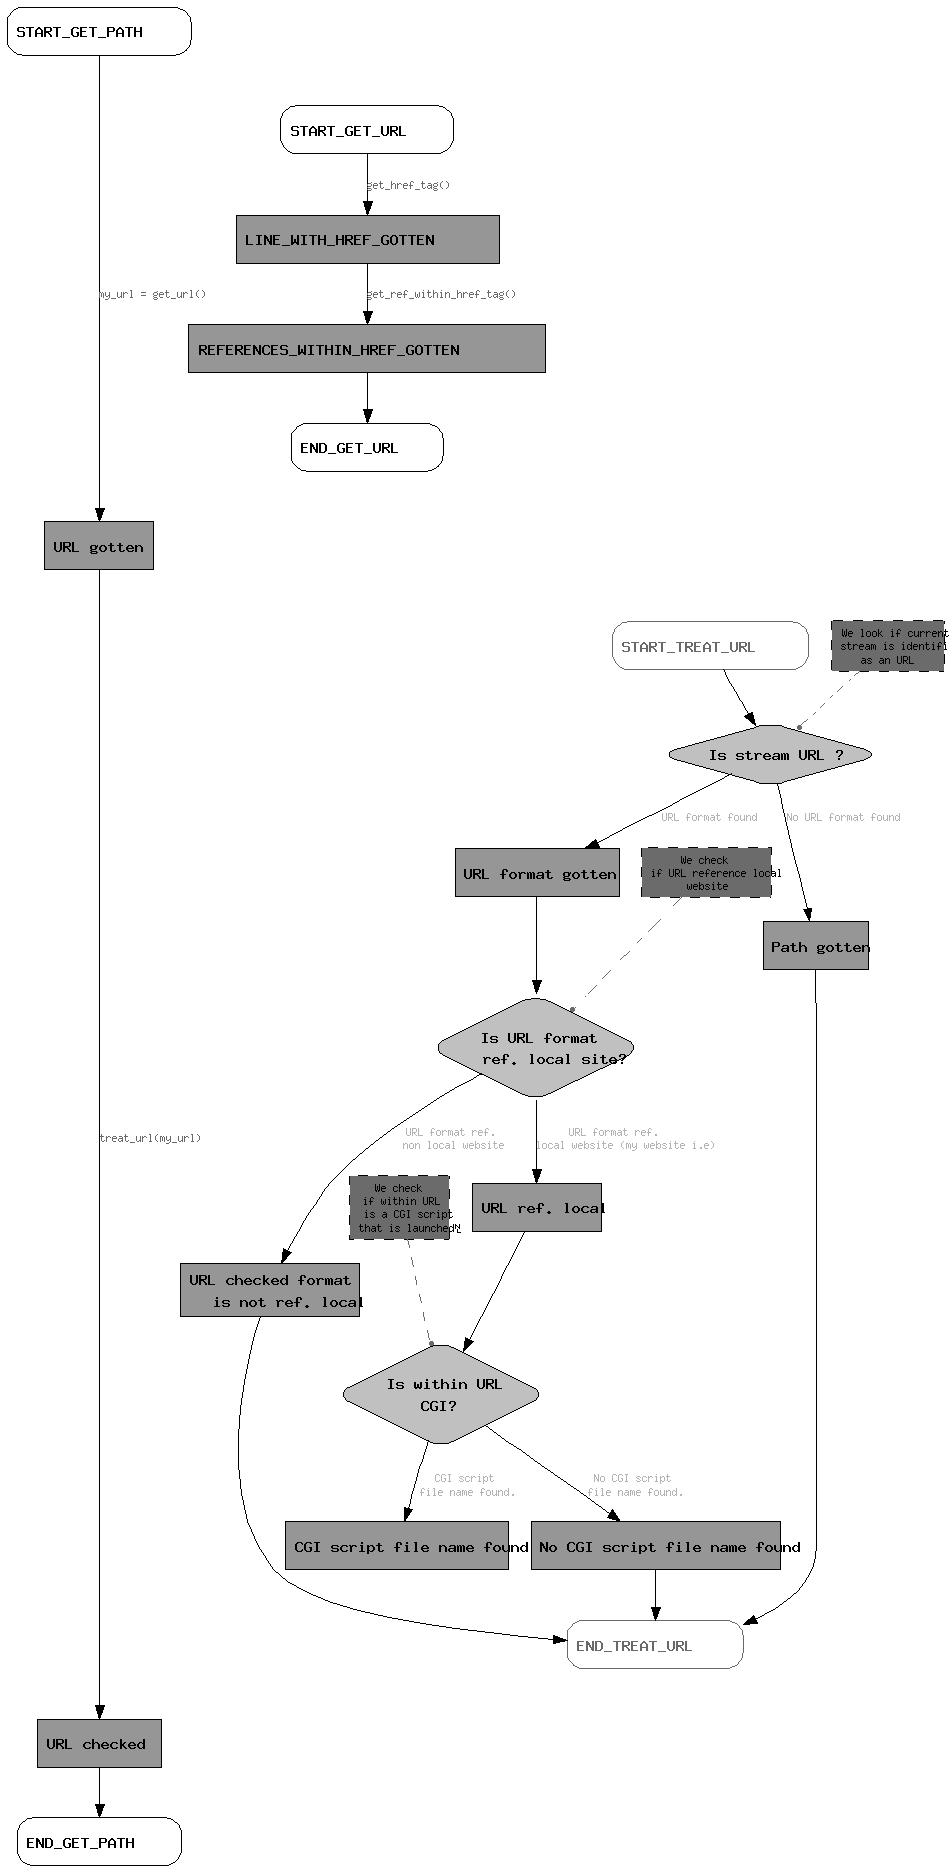 START_GET_PATH
START_GET_URL
get_href_tag()
LINE_WITH_HREF_GOTTEN
my_url = get_url()
get_ref_within_href_tag()
REFERENCES_WITHIN_HREF_GOTTEN
END_GET_URL
URL gotten
START_TREAT_URL
We look if current
stream is identifi
as an URL
Is stream URL ?
URL format found
No URL format found
URL format gotten
We check
if URL reference local
website
Path gotten
Is URL format
ref. local site?
treat_url(my_url)
URL format ref.
non local website
URL format ref.
local website (my website i.e)
We check
if within URL
is a CGI script
that is launched
URL ref. local
URL checked format
is not ref. local
Is within URL
CGI?
CGI script
file name found.
No CGI script
file name found.
CGI script file name found
No CGI script file name found
END_TREAT_URL
URL checked
END_GET_PATH